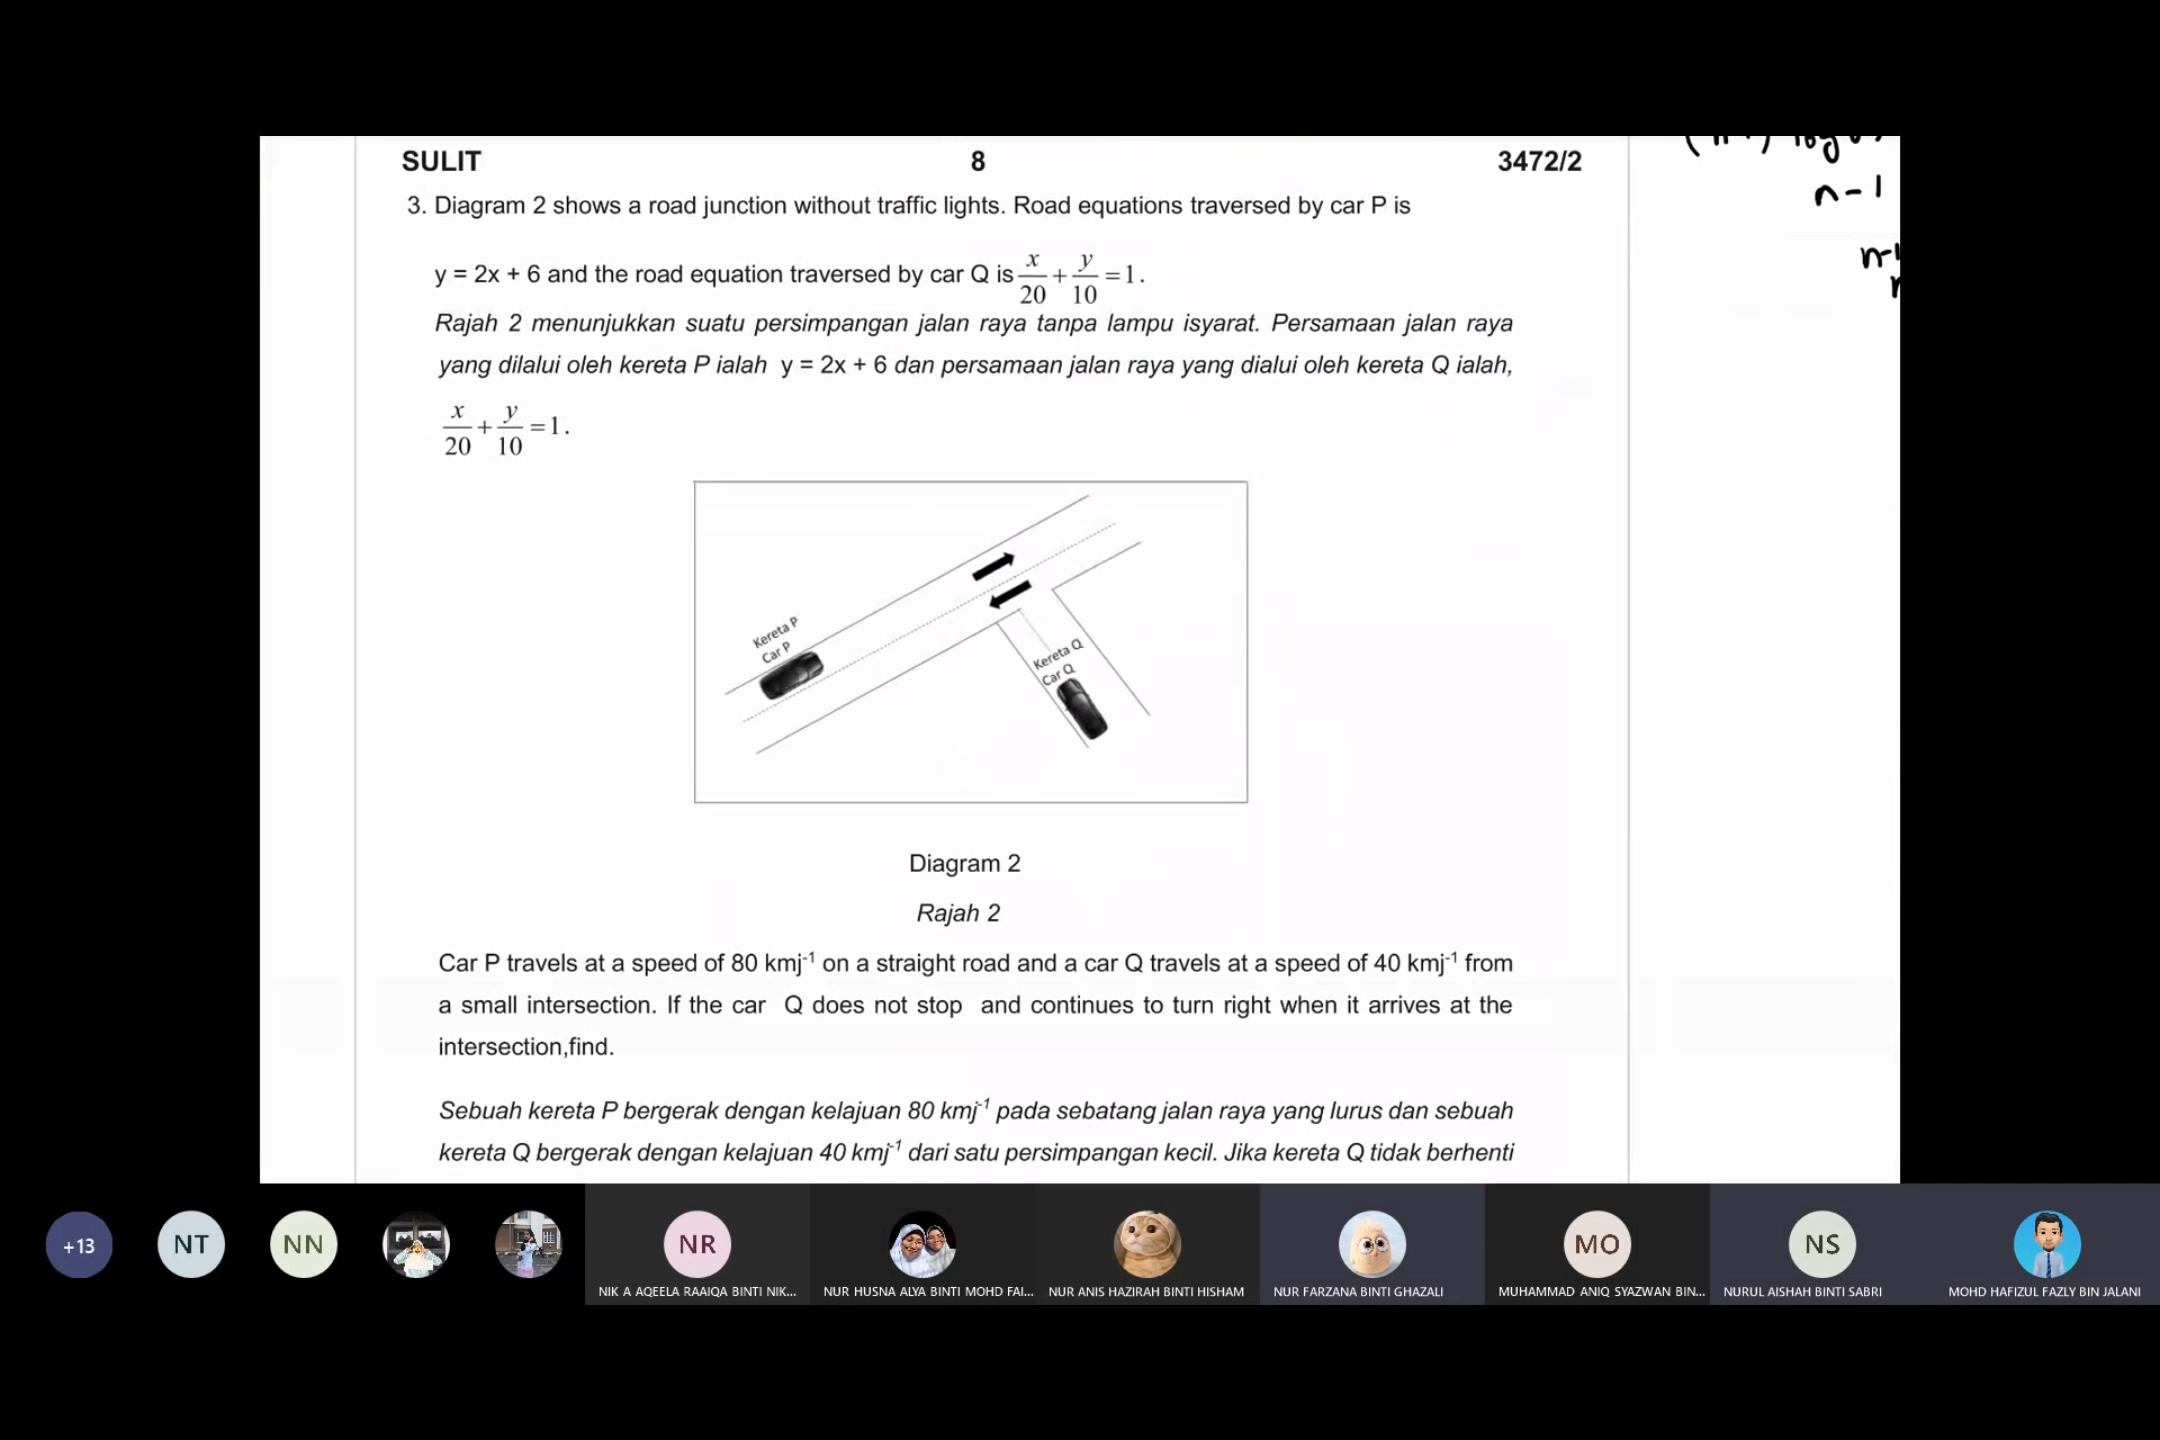 SULIT 8 3472/2
n-1
3. Diagram 2 shows a road junction without traffic lights. Road equations traversed by car P is
y = 2x + 6 and the road equation traversed by car Q is x/20 + y/10 = 1.
Rajah 2 menunjukkan suatu persimpangan jalan raya tanpa lampu isyarat. Persamaan jalan raya
yang dilalui oleh kereta P ialah y = 2x + 6 dan persamaan jalan raya yang dialui oleh kereta Q ialah,
x/20 + y/10 = 1.
Kereta P
Car P
Kereta Q
Car Q
Diagram 2
Rajah 2
Car P travels at a speed of 80 kmj⁻¹ on a straight road and a car Q travels at a speed of 40 kmj⁻¹ from
a small intersection. If the car Q does not stop and continues to turn right when it arrives at the
intersection,find.
Sebuah kereta P bergerak dengan kelajuan 80 kmj⁻¹ pada sebatang jalan raya yang lurus dan sebuah
kereta Q bergerak dengan kelajuan 40 kmj⁻¹ dari satu persimpangan kecil. Jika kereta Q tidak berhenti
+13 NT NN NR MO NS
NIK A AQEELA RAAIQA BINTI NIK... NUR HUSNA ALYA BINTI MOHD FAI... NUR ANIS HAZIRAH BINTI HISHAM NUR FARZANA BINTI GHAZALI MUHAMMAD ANIQ SYAZWAN BIN... NURUL AISHAH BINTI SABRI MOHD HAFIZUL FAZLY BIN JALANI